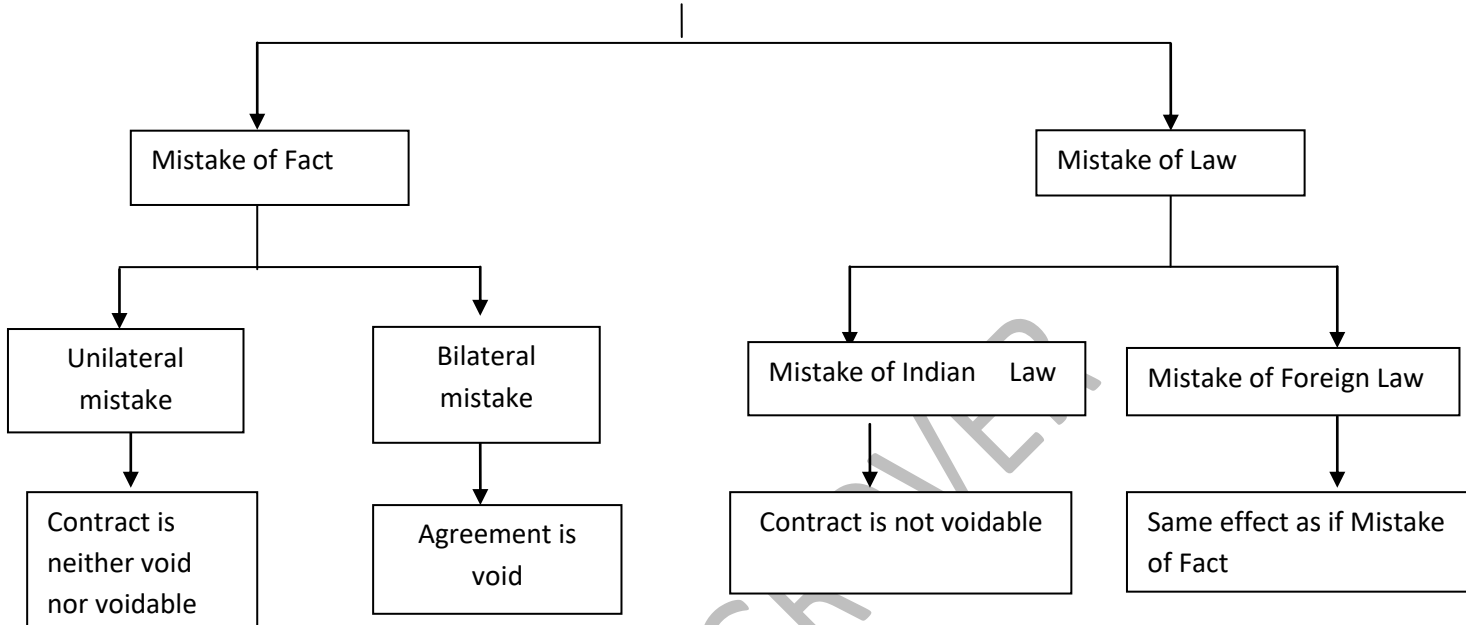 Mistake of Fact
Mistake of Law
Unilateral
mistake
Bilateral
mistake
Mistake of Indian Law
Mistake of Foreign Law
Contract is
neither void
nor voidable
Agreement is
void
Contract is not voidable
Same effect as if Mistake
of Fact